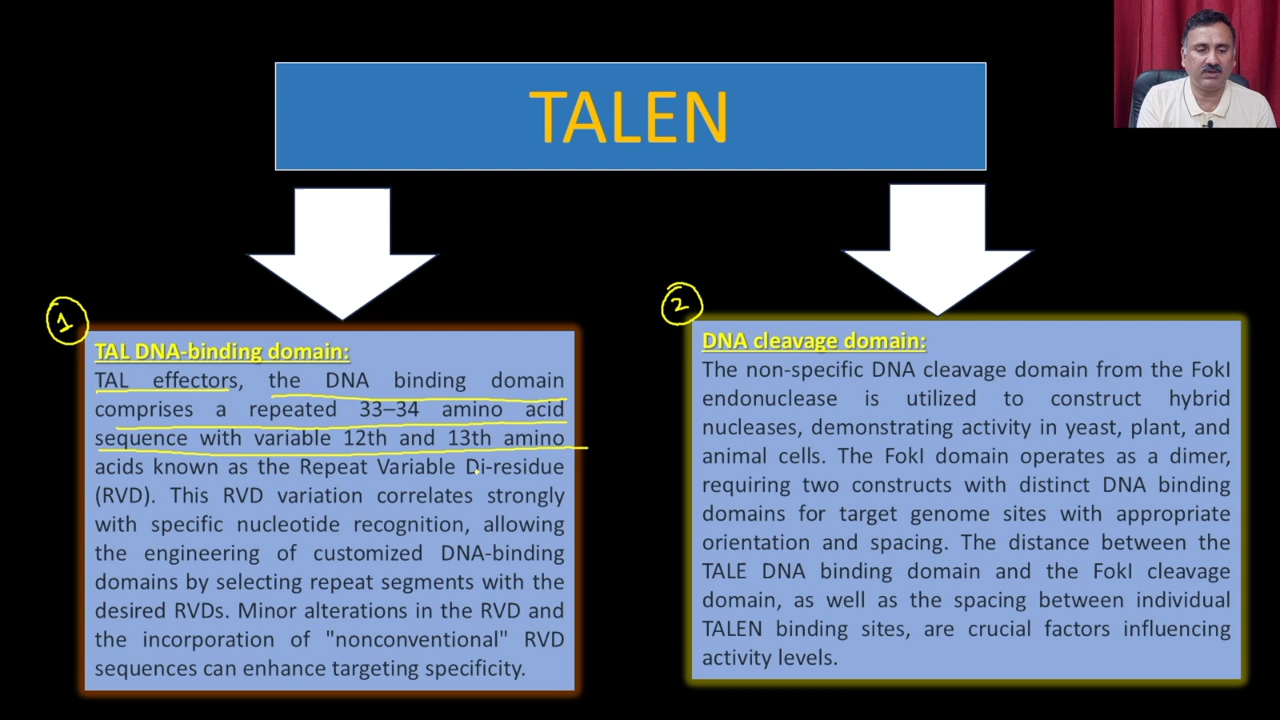 TALEN
1
TAL DNA-binding domain:
TAL effectors, the DNA binding domain
comprises a repeated 33–34 amino acid
sequence with variable 12th and 13th amino
acids known as the Repeat Variable Di-residue
(RVD). This RVD variation correlates strongly
with specific nucleotide recognition, allowing
the engineering of customized DNA-binding
domains by selecting repeat segments with the
desired RVDs. Minor alterations in the RVD and
the incorporation of "nonconventional" RVD
sequences can enhance targeting specificity.
2
DNA cleavage domain:
The non-specific DNA cleavage domain from the FokI
endonuclease is utilized to construct hybrid
nucleases, demonstrating activity in yeast, plant, and
animal cells. The FokI domain operates as a dimer,
requiring two constructs with distinct DNA binding
domains for target genome sites with appropriate
orientation and spacing. The distance between the
TALE DNA binding domain and the FokI cleavage
domain, as well as the spacing between individual
TALEN binding sites, are crucial factors influencing
activity levels.